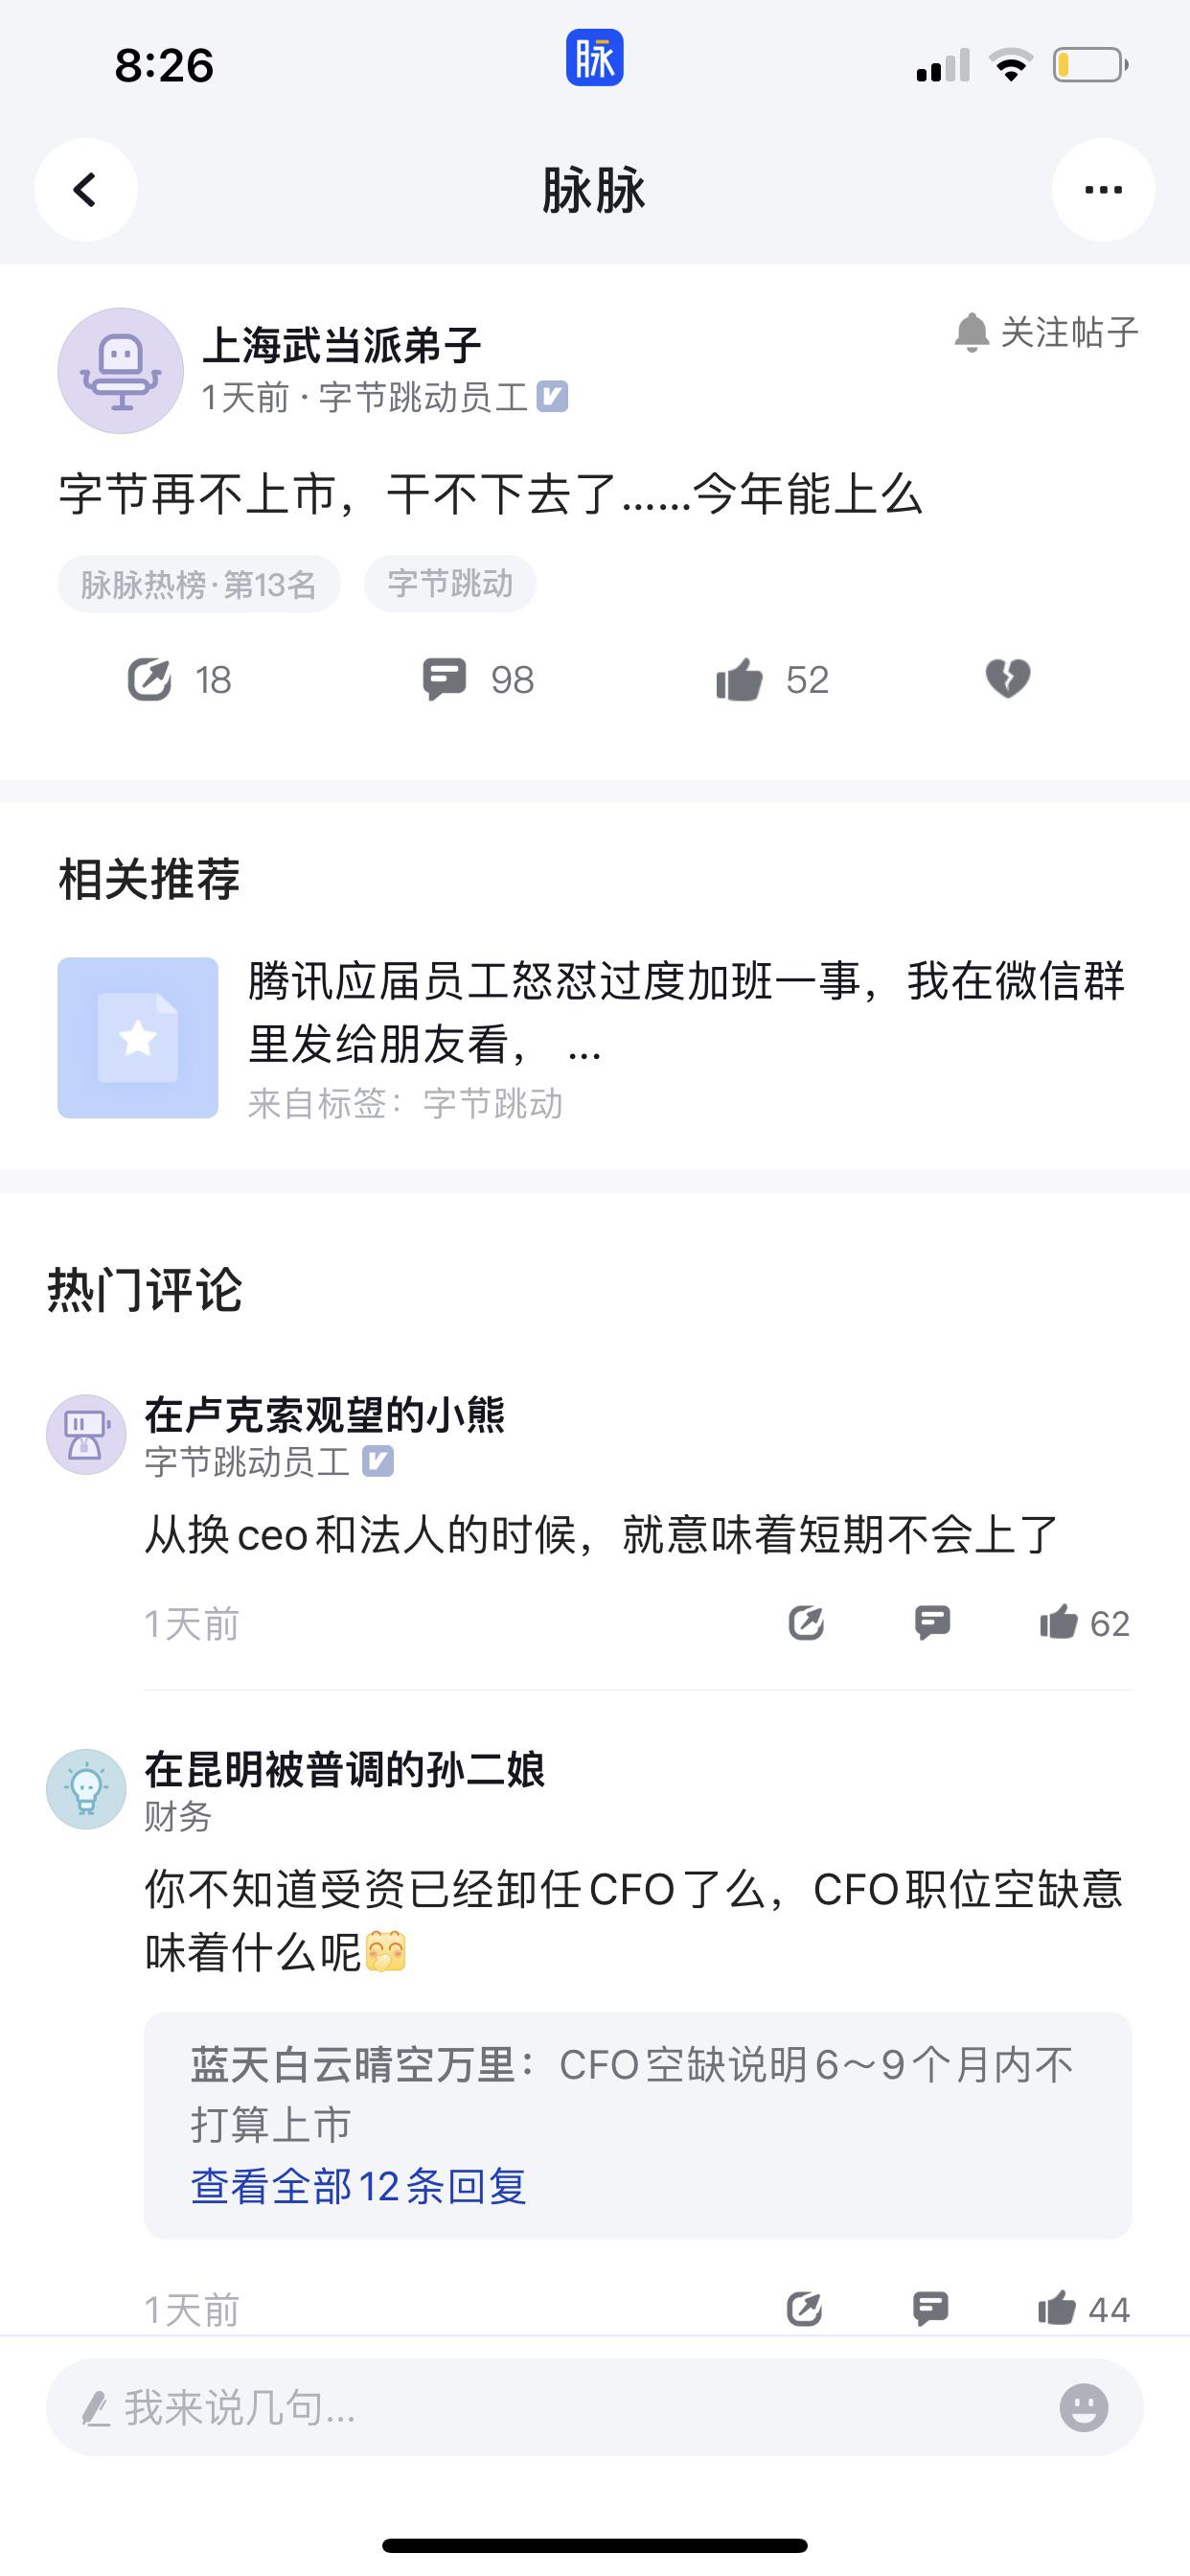 8:26
脉
脉脉
上海武当派弟子
关注帖子
1天前 · 字节跳动员工
字节再不上市，干不下去了......今年能上么
脉脉热榜·第13名
字节跳动
18
98
52
相关推荐
腾讯应届员工怒怼过度加班一事，我在微信群
里发给朋友看， ...
来自标签：字节跳动
热门评论
在卢克索观望的小熊
字节跳动员工
从换ceo和法人的时候，就意味着短期不会上了
1天前
62
在昆明被普调的孙二娘
财务
你不知道受资已经卸任CFO了么，CFO职位空缺意
味着什么呢
蓝天白云晴空万里：CFO空缺说明6～9个月内不
打算上市
查看全部12条回复
1天前
44
我来说几句...